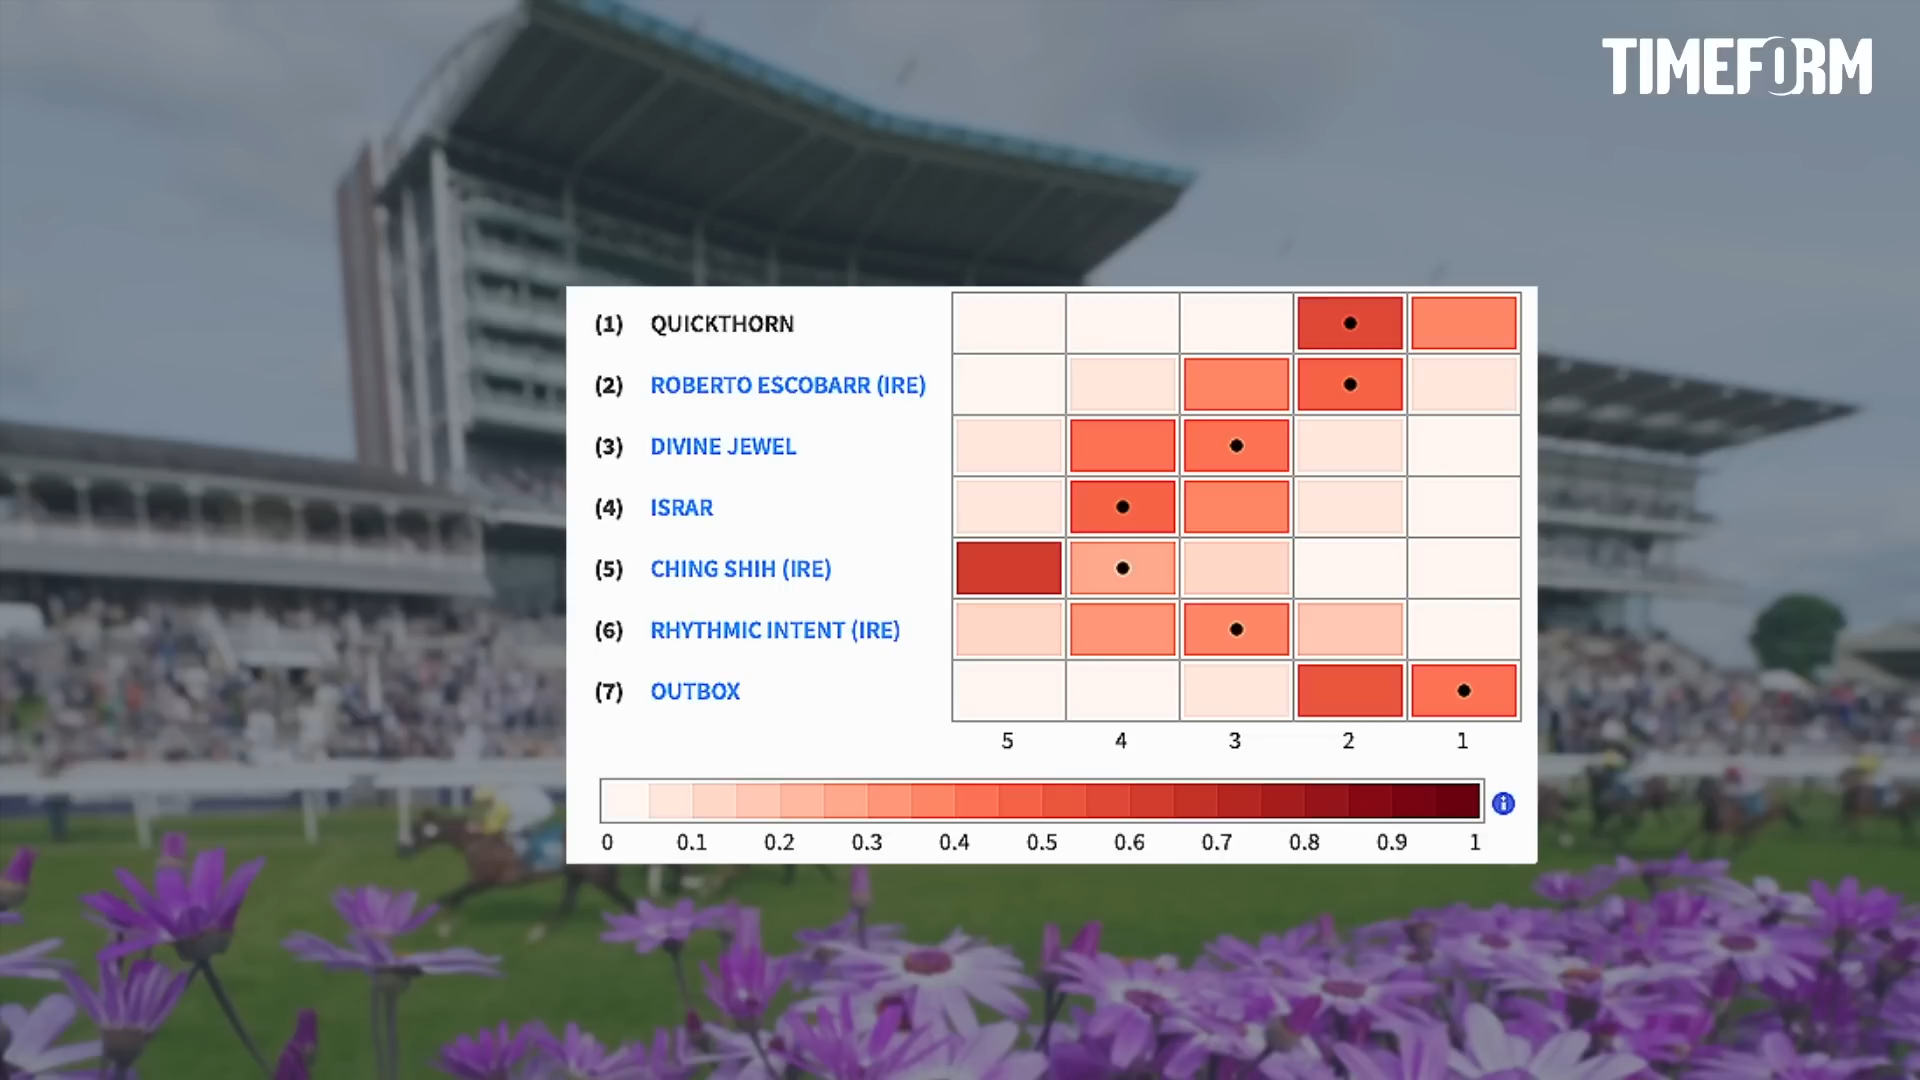 TIMEFORM
(1) QUICKTHORN
(2) ROBERTO ESCOBARR (IRE)
(3) DIVINE JEWEL
(4) ISRAR
(5) CHING SHIH (IRE)
(6) RHYTHMIC INTENT (IRE)
(7) OUTBOX
5 4 3 2 1
0 0.1 0.2 0.3 0.4 0.5 0.6 0.7 0.8 0.9 1